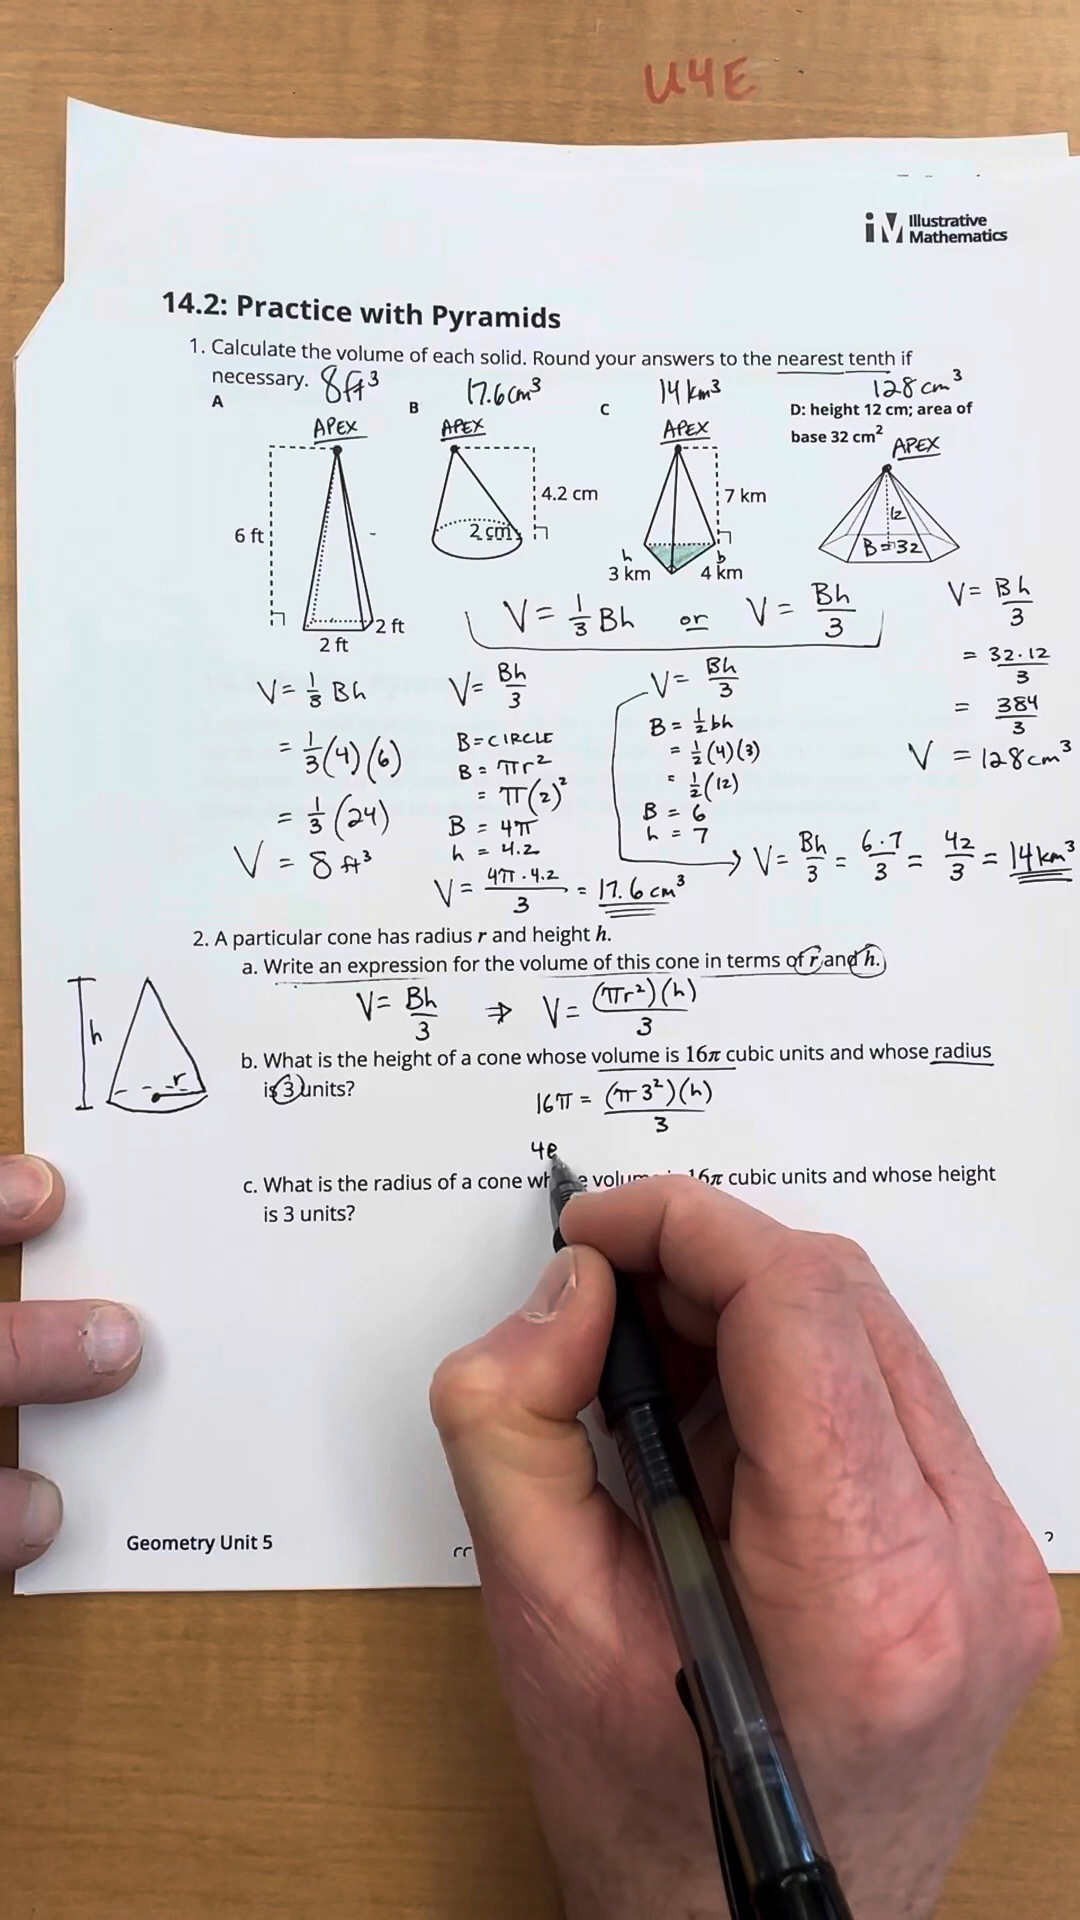 U4E
Illustrative
Mathematics
14.2: Practice with Pyramids
1. Calculate the volume of each solid. Round your answers to the nearest tenth if
necessary. 8ft³ 17.6cm³ 14km³ 128cm³
A
B
C
D: height 12 cm; area of
base 32 cm²
APEX
APEX
APEX
APEX
6 ft
2 ft
2 ft
4.2 cm
2 cm
7 km
h
3 km
b
4 km
12
B=32
V = 1/3 Bh or V = Bh/3
V = 1/3 Bh
= 1/3 (4)(6)
= 1/3 (24)
V = 8 ft³
V = Bh/3
B = CIRCLE
B = πr²
= π(2)²
B = 4π
h = 4.2
V = 4π · 4.2/3 = 17.6 cm³
V = Bh/3
B = 1/2 bh
= 1/2 (4)(3)
= 1/2 (12)
B = 6
h = 7
V = Bh/3 = 6·7/3 = 42/3 = 14 km³
V = Bh/3
= 32·12/3
= 384/3
V = 128cm³
2. A particular cone has radius r and height h.
a. Write an expression for the volume of this cone in terms of r and h.
h
r
V = Bh/3 ⇒ V = (πr²)(h)/3
b. What is the height of a cone whose volume is 16π cubic units and whose radius
is 3 units?
16π = (π3²)(h)/3
c. What is the radius of a cone volume 16π cubic units and whose height
is 3 units?
Geometry Unit 5